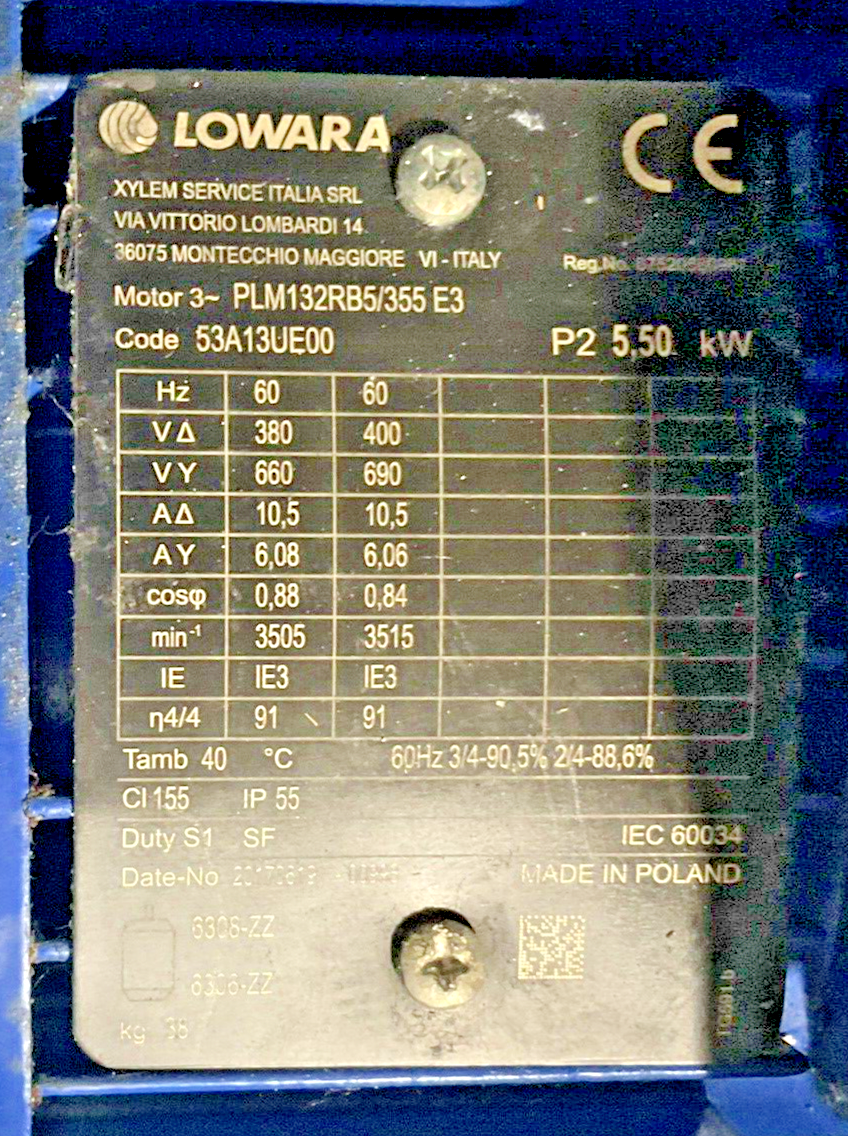 LOWARA
CE
XYLEM SERVICE ITALIA SRL
VIA VITTORIO LOMBARDI 14
36075 MONTECCHIO MAGGIORE VI - ITALY
Reg.No.
Motor 3~ PLM132RB5/355 E3
Code 53A13UE00 P2 5,50 kW
Hz 60 60
V Δ 380 400
V Y 660 690
A Δ 10,5 10,5
A Y 6,08 6,06
cosφ 0,88 0,84
min⁻¹ 3505 3515
IE IE3 IE3
η4/4 91 91
Tamb 40 °C 60Hz 3/4-90,5% 2/4-88,6%
Cl 155 IP 55
Duty S1 SF IEC 60034
Date-No MADE IN POLAND
6308-ZZ
kg